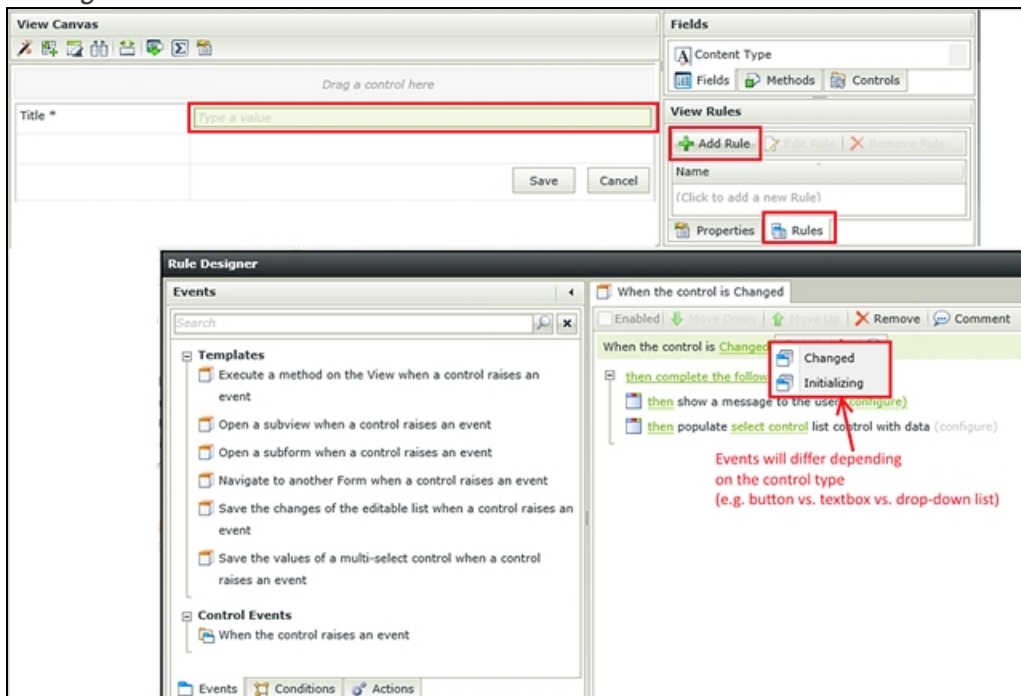 View Canvas
Drag a control here
Title *
Type a value
Save
Cancel
Fields
Content Type
Fields
Methods
Controls
View Rules
Add Rule
Edit Rule
Remove Rule
Name
(Click to add a new Rule)
Properties
Rules
Rule Designer
Events
Search
Templates
Execute a method on the View when a control raises an
event
Open a subview when a control raises an event
Open a subform when a control raises an event
Navigate to another Form when a control raises an event
Save the changes of the editable list when a control raises an
event
Save the values of a multi-select control when a control
raises an event
Control Events
When the control raises an event
Events
Conditions
Actions
When the control is Changed
Enabled
Move Down
Move Up
Remove
Comment
When the control is Changed
Changed
Initializing
then complete the follow
then show a message to the user (configure)
then populate select control list control with data (configure)
Events will differ depending
on the control type
(e.g. button vs. textbox vs. drop-down list)